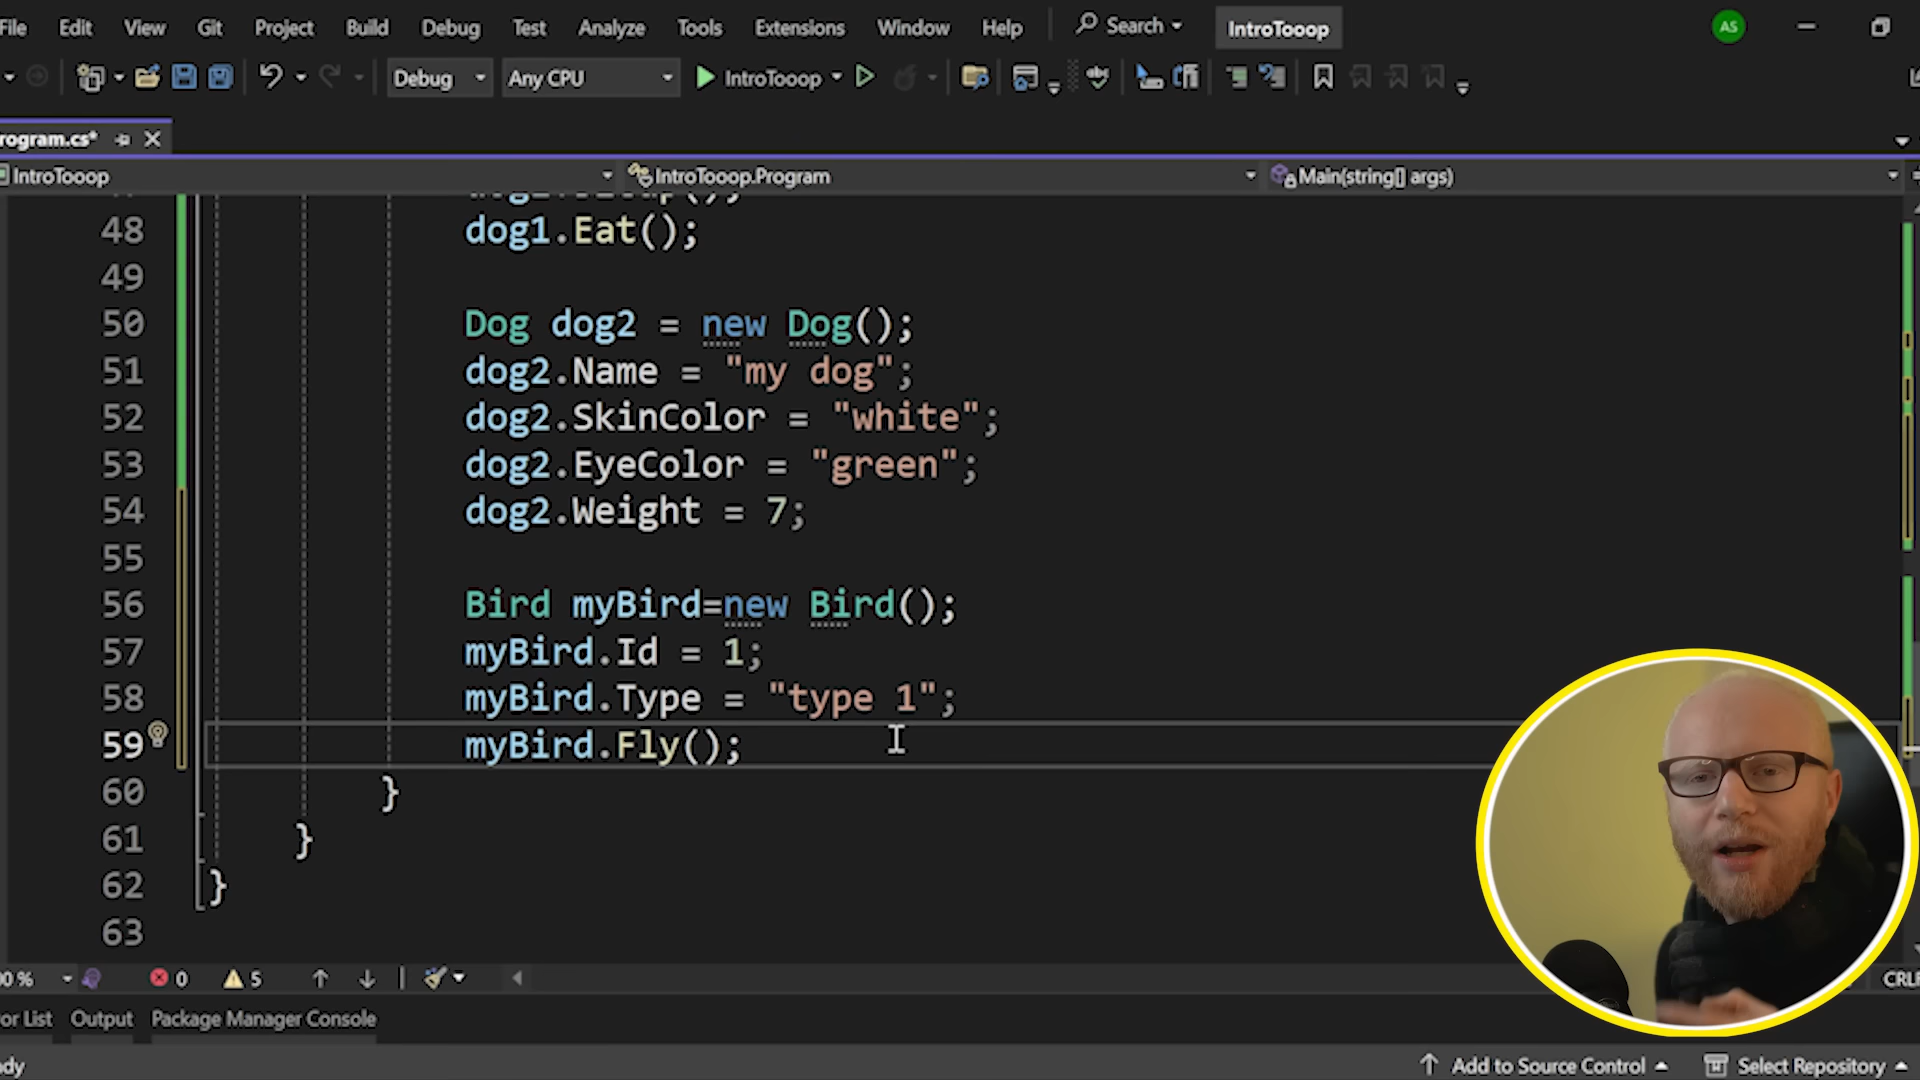 File Edit View Git Project Build Debug Test Analyze Tools Extensions Window Help Search IntroTooop AS
Debug Any CPU IntroTooop
rogram.cs*
IntroTooop IntroTooop.Program Main(string[] args)
48 dog1.Eat();
49
50 Dog dog2 = new Dog();
51 dog2.Name = "my dog";
52 dog2.SkinColor = "white";
53 dog2.EyeColor = "green";
54 dog2.Weight = 7;
55
56 Bird myBird=new Bird();
57 myBird.Id = 1;
58 myBird.Type = "type 1";
59 myBird.Fly();
60 }
61 }
62 }
63
00 % 0 5 CRLF
or List Output Package Manager Console
dy Add to Source Control Select Repository